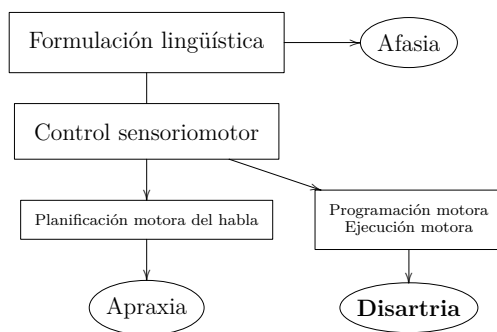 Formulación lingüística
Afasia
Control sensoriomotor
Planificación motora del habla
Programación motora
Ejecución motora
Apraxia
Disartria